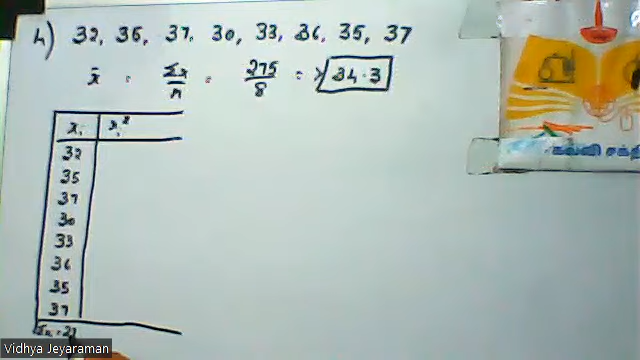 4) 32, 35, 37, 30, 33, 36, 35, 37
x̄ = Σx/n = 275/8 = 34.3
xᵢ xᵢ²
32
35
37
30
33
36
35
37
Vidhya Jeyaraman